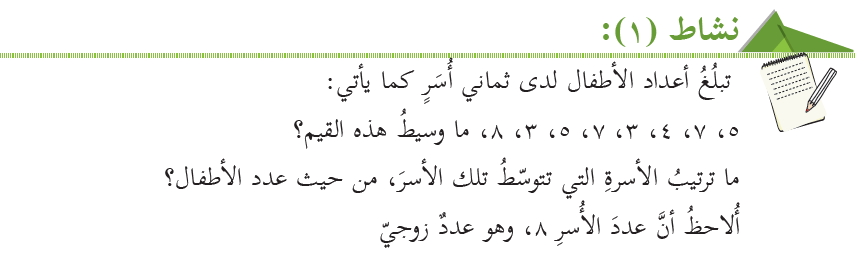 نشاط (١):
تبلُغُ أعداد الأطفال لدى ثماني أُسَرٍ كما يأتي:
٥، ٧، ٤، ٣، ٧، ٥، ٣، ٨، ما وسيطُ هذه القيم؟
ما ترتيبُ الأسرةِ التي تتوسّطُ تلك الأسرَ، من حيث عدد الأطفال؟
أُلاحظُ أنَّ عددَ الأُسرِ ٨، وهو عددٌ زوجيّ